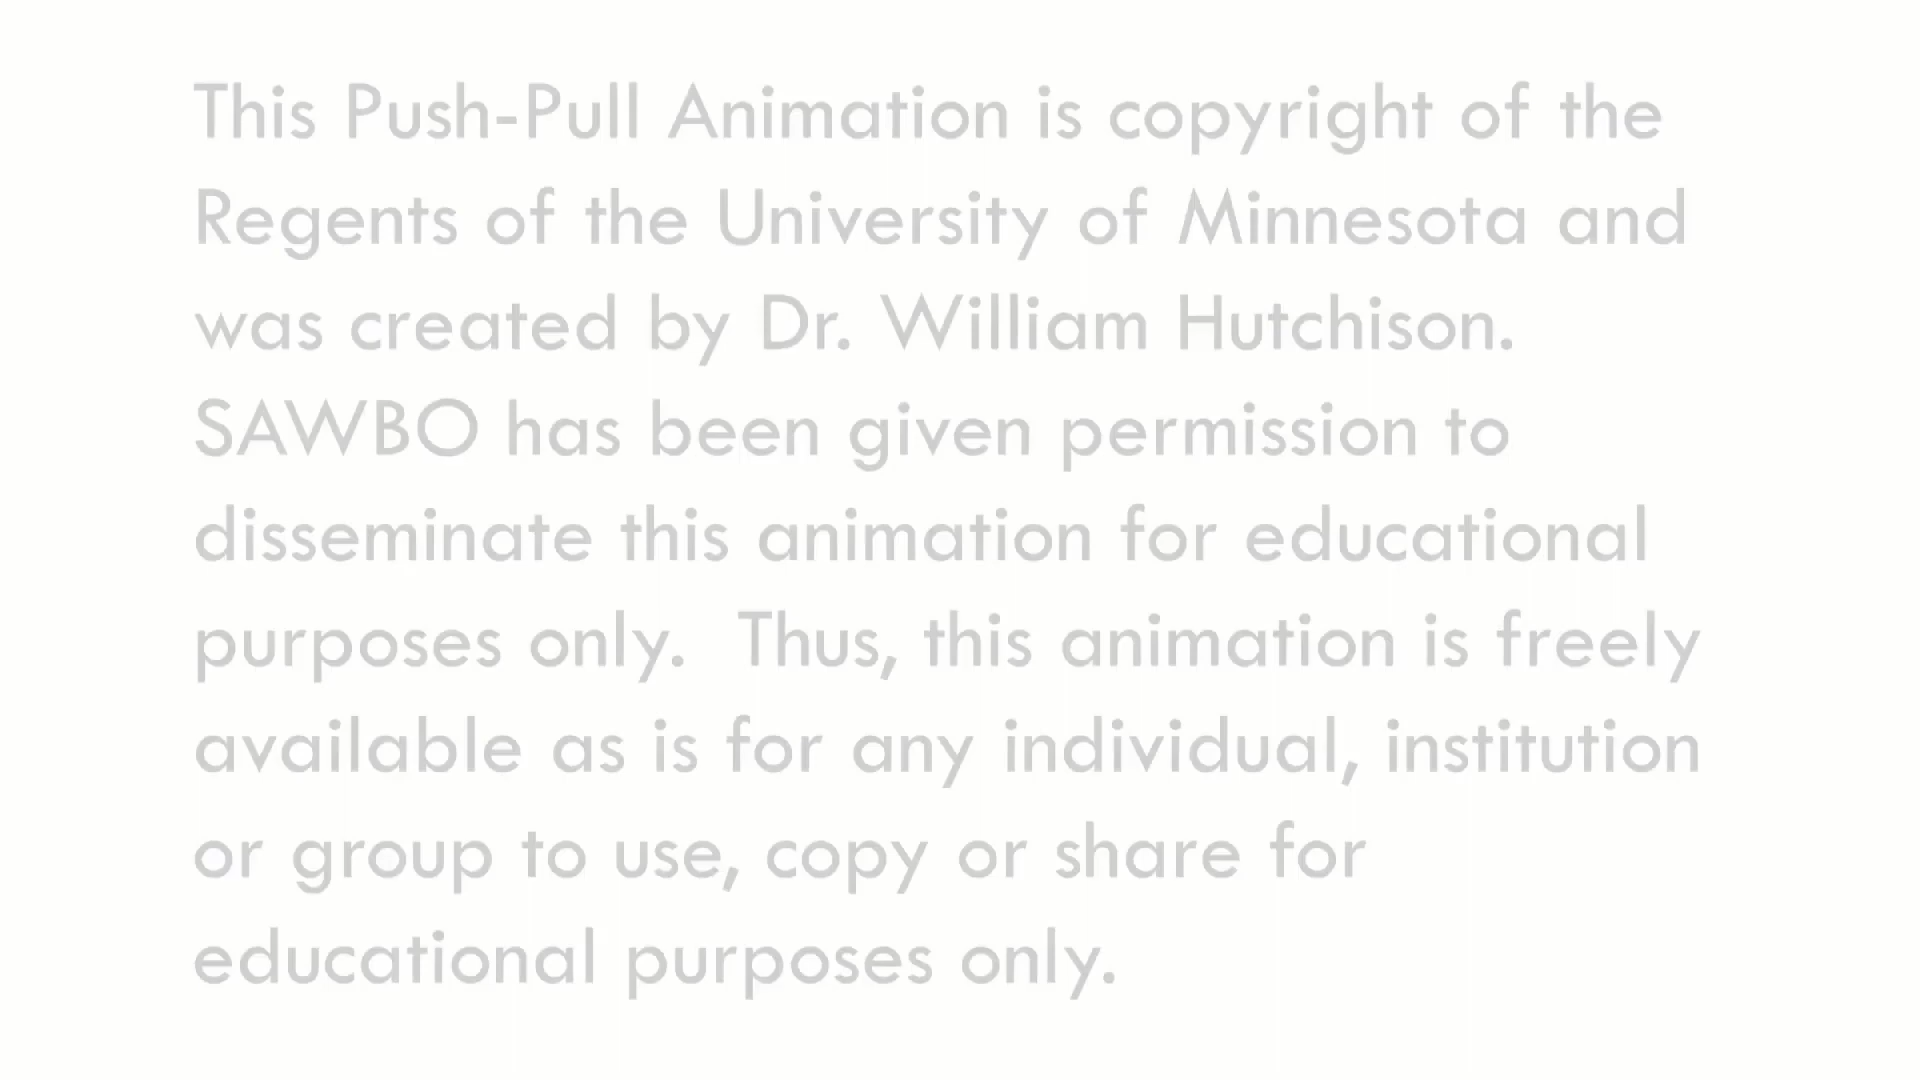 This Push-Pull Animation is copyright of the
Regents of the University of Minnesota and
was created by Dr. William Hutchison.
SAWBO has been given permission to
disseminate this animation for educational
purposes only.  Thus, this animation is freely
available as is for any individual, institution
or group to use, copy or share for
educational purposes only.